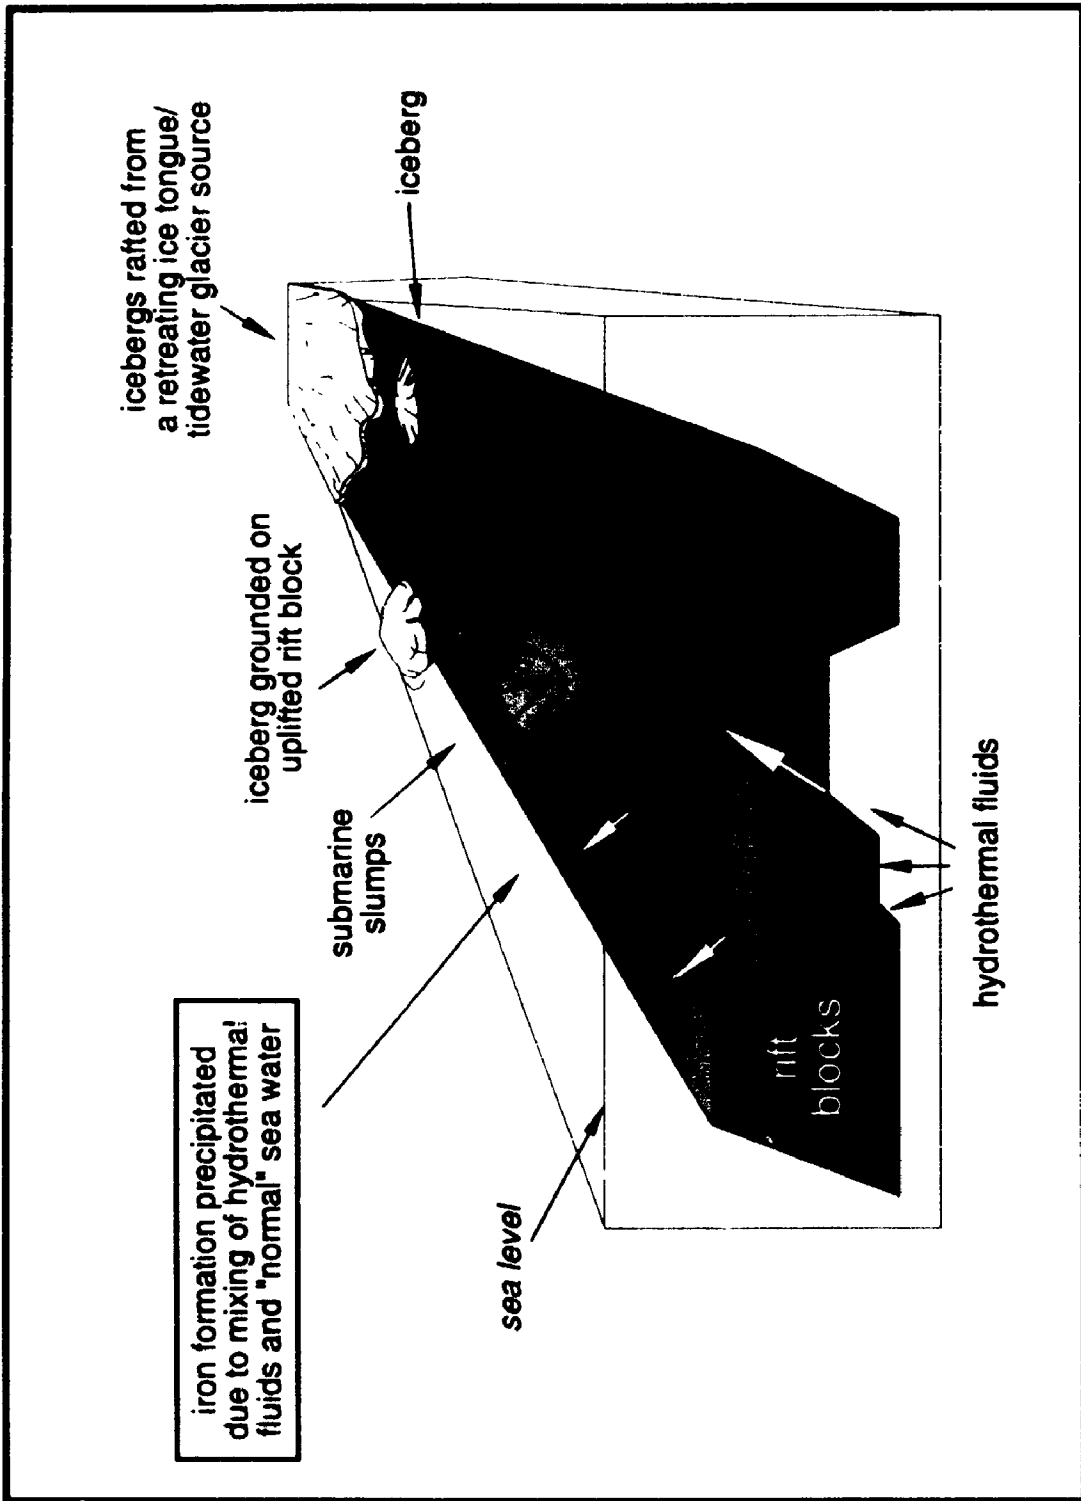 iron formation precipitated
due to mixing of hydrothermal
fluids and "normal" sea water
submarine
slumps
iceberg grounded on
uplifted rift block
icebergs rafted from
a retreating ice tongue/
tidewater glacier source
iceberg
sea level
rift
blocks
hydrothermal fluids